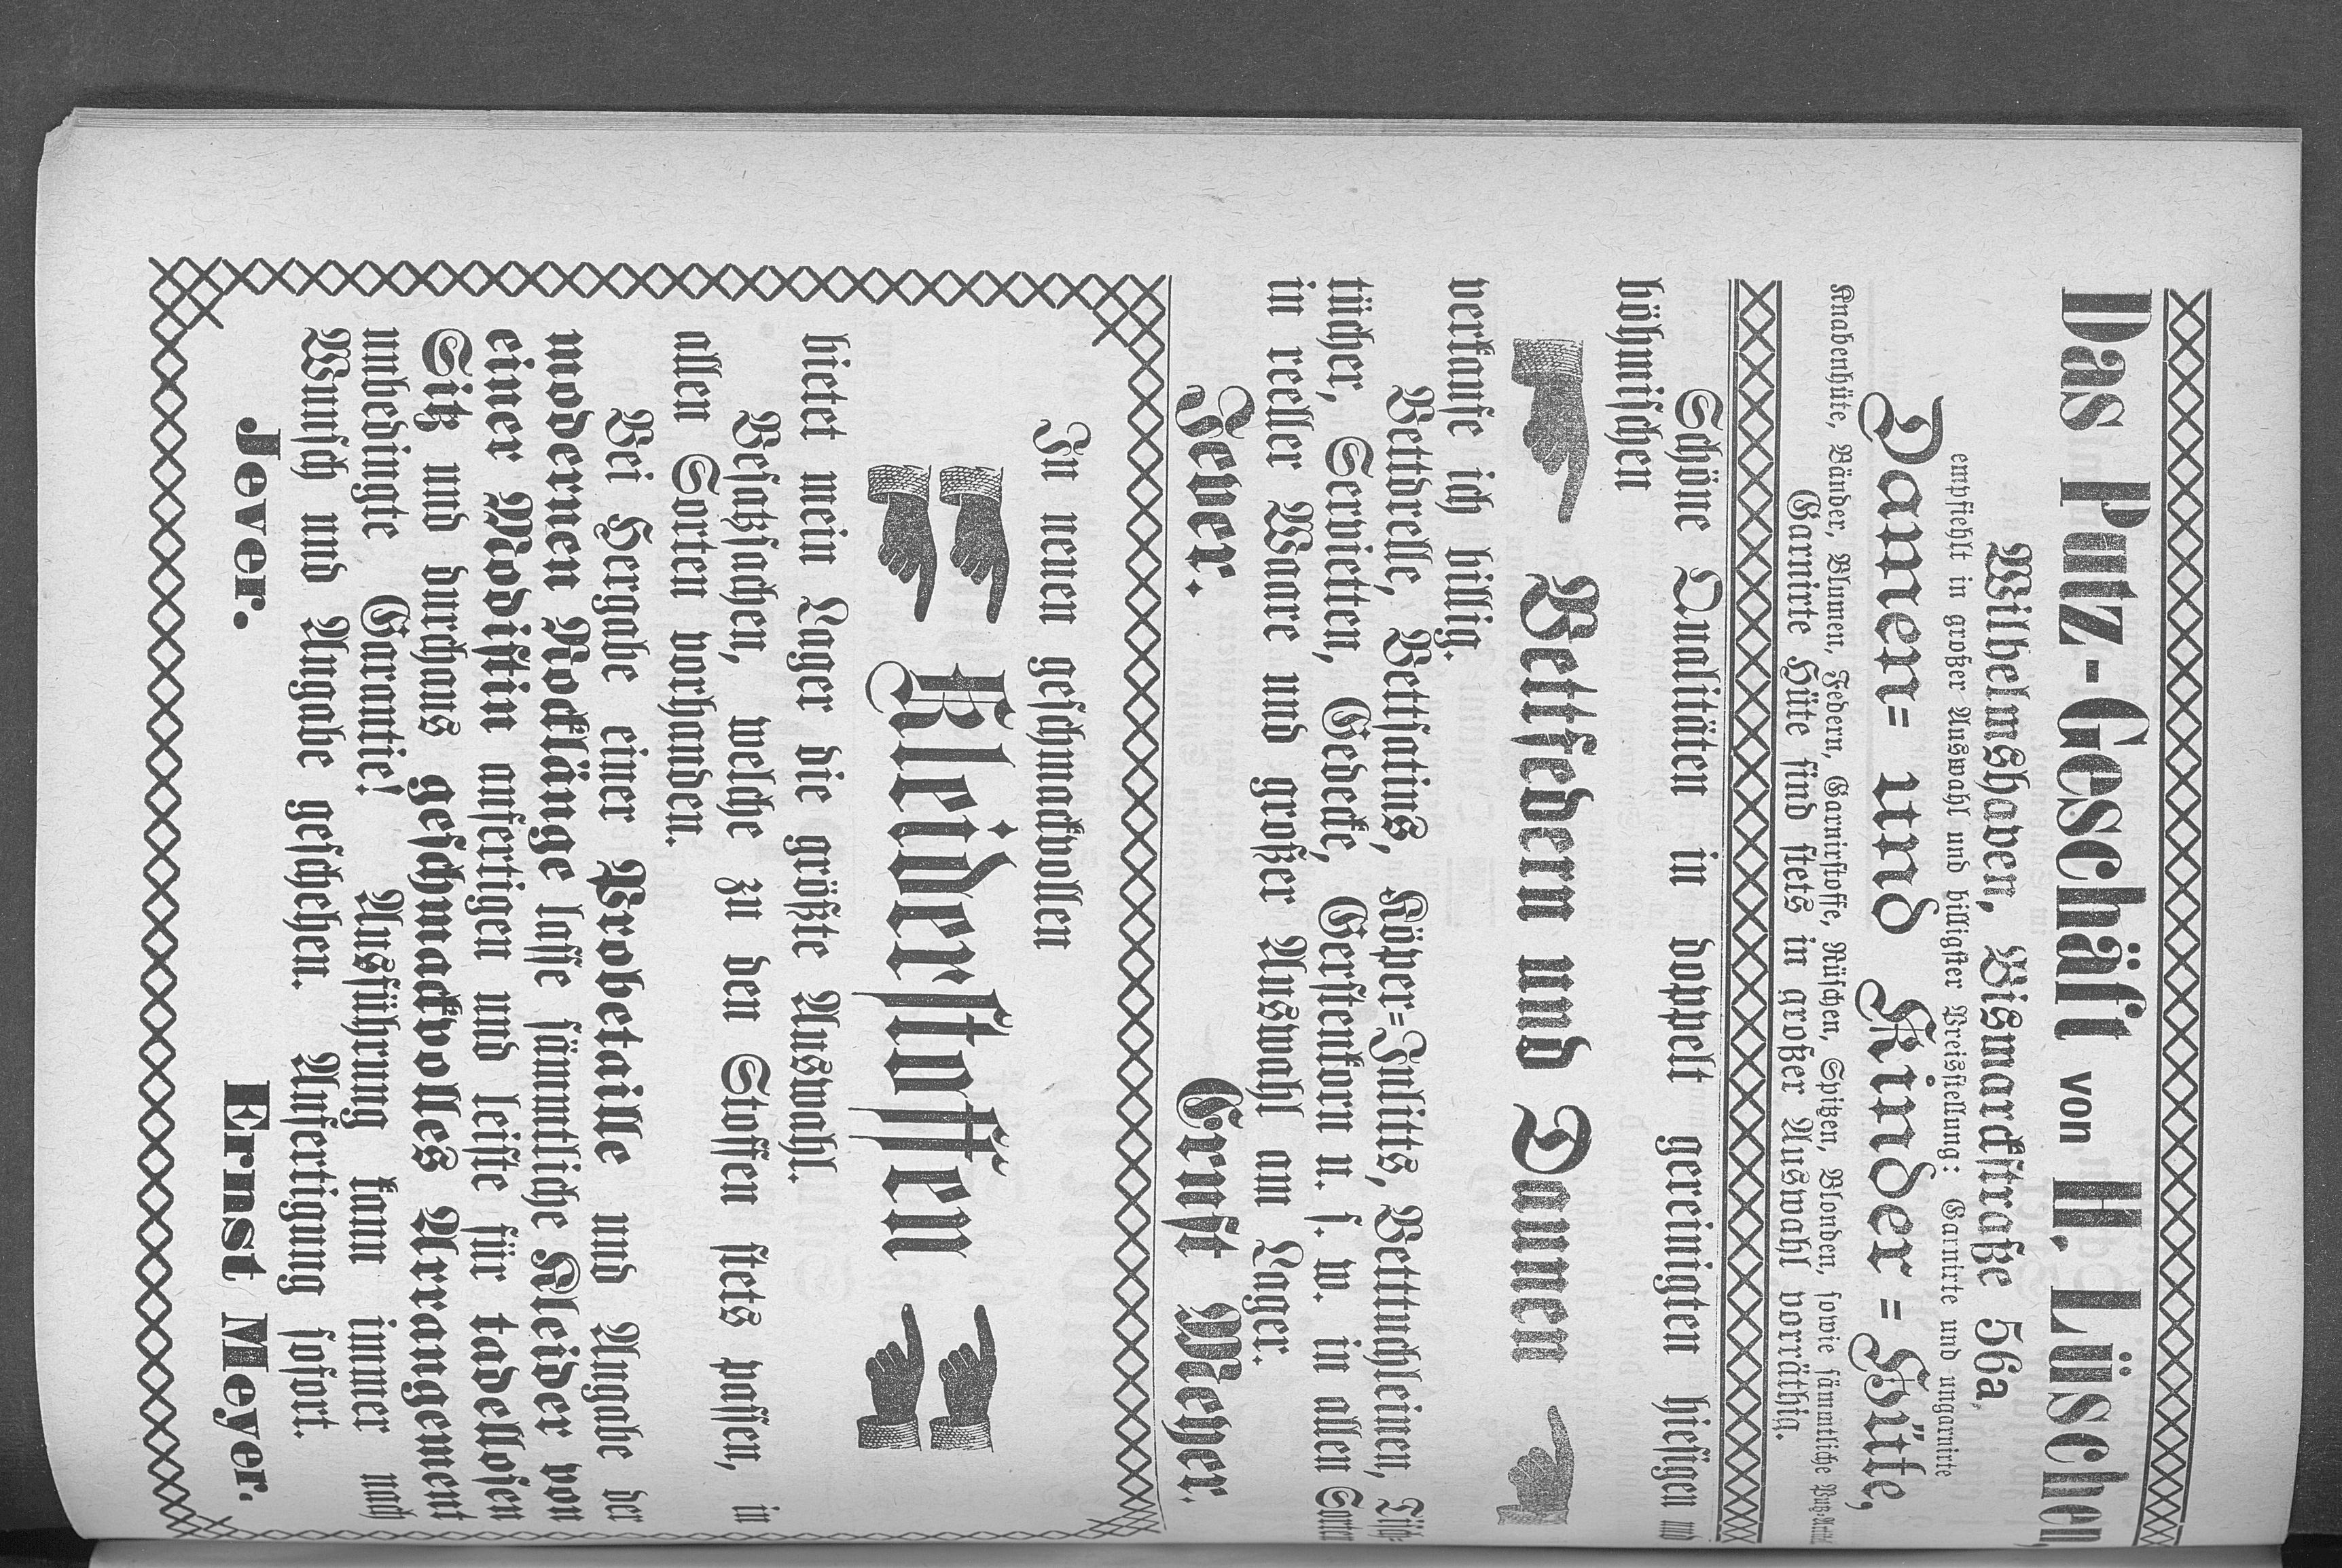 Das Putz-Geschäft von H. Lüschen,
Wilhelmshaven, Bismarckstraße 56a,
empfiehlt in großer Auswahl und billigster Preisstellung: Garnirte und ungarnirte
Damen= und Kinder=Hüte,
Knabenhüte, Bänder, Blumen, Federn, Garnirstoffe, Rüschen, Spitzen, Blonden, sowie sämmtliche Putz-Artikel
Garnirte Hüte sind stets in großer Auswahl vorräthig.
Schöne Qualitäten in doppelt gereinigten hiesigen und
böhmischen
Bettfedern und Daunen
verkaufe ich billig.
Bettdrelle, Bettsatins, Köper=Inlitts, Betttuchleinen, Tisch=
tücher, Servietten, Gedecke, Gerstenkorn u. s. w. in allen Sorten
in reeller Waare und großer Auswahl am Lager.
Jever. Ernst Meyer.
In neuen geschmackvollen
Kleiderstoffen
bietet mein Lager die größte Auswahl.
Besatzsachen, welche zu den Stoffen stets passen, in
allen Sorten vorhanden.
Bei Hergabe einer Probetaille und Angabe der
modernen Rocklänge lasse sämmtliche Kleider von
einer Modistin anfertigen und leiste für tadellosen
Sitz und durchaus geschmackvolles Arrangement
unbedingte Garantie! Ausführung kann immer nach
Wunsch und Angabe geschehen. Anfertigung sofort.
Jever. Ernst Meyer.